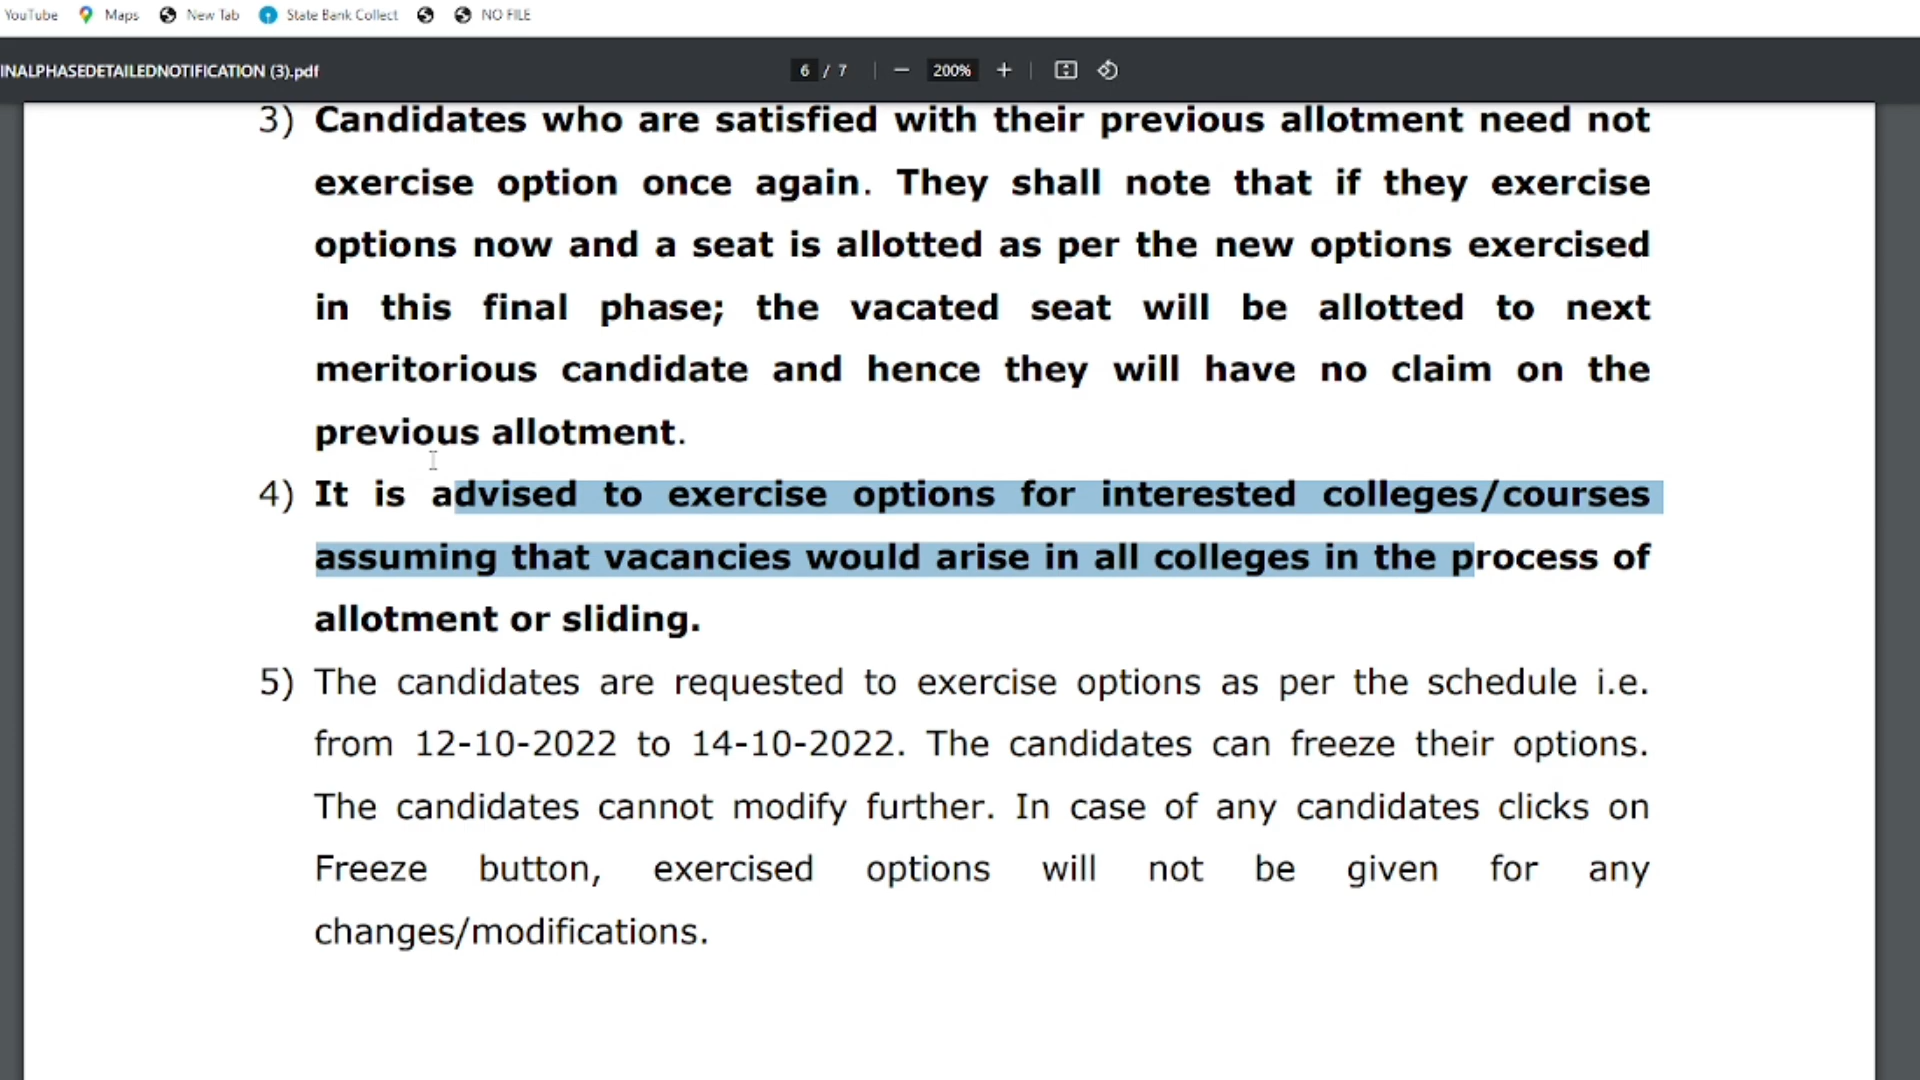 YouTube Maps New Tab State Bank Collect NO FILE
INALPHASEDETAILEDNOTIFICATION (3).pdf 6 / 7 — 200% +
3) Candidates who are satisfied with their previous allotment need not
exercise option once again. They shall note that if they exercise
options now and a seat is allotted as per the new options exercised
in this final phase; the vacated seat will be allotted to next
meritorious candidate and hence they will have no claim on the
previous allotment.
4) It is advised to exercise options for interested colleges/courses
assuming that vacancies would arise in all colleges in the process of
allotment or sliding.
5) The candidates are requested to exercise options as per the schedule i.e.
from 12-10-2022 to 14-10-2022. The candidates can freeze their options.
The candidates cannot modify further. In case of any candidates clicks on
Freeze button, exercised options will not be given for any
changes/modifications.